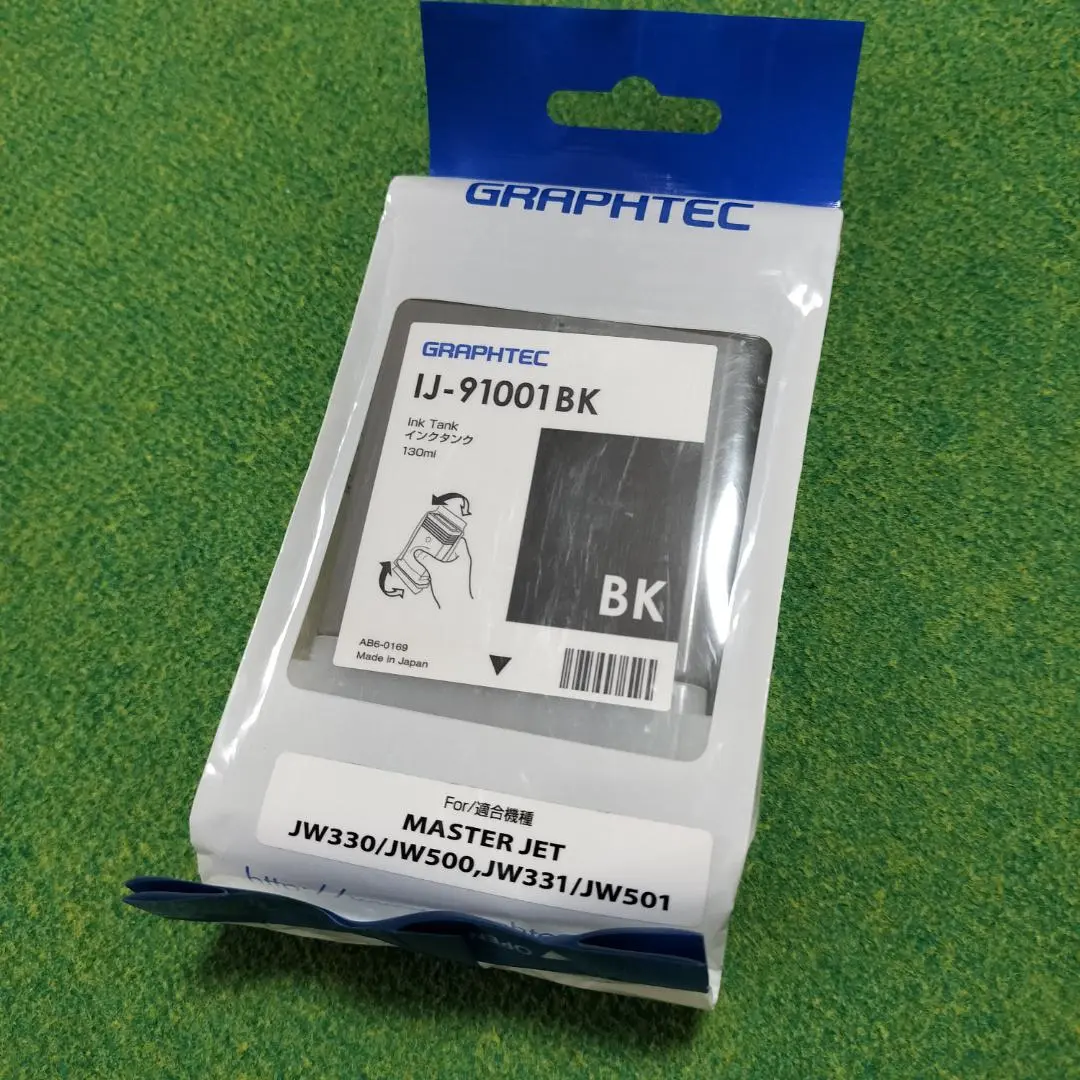 GRAPHTEC
GRAPHTEC
IJ-91001BK
Ink Tank
インクタンク
130ml
BK
AB6-0169
Made in Japan
For/適合機種
MASTER JET
JW330/JW500,JW331/JW501
OPEN